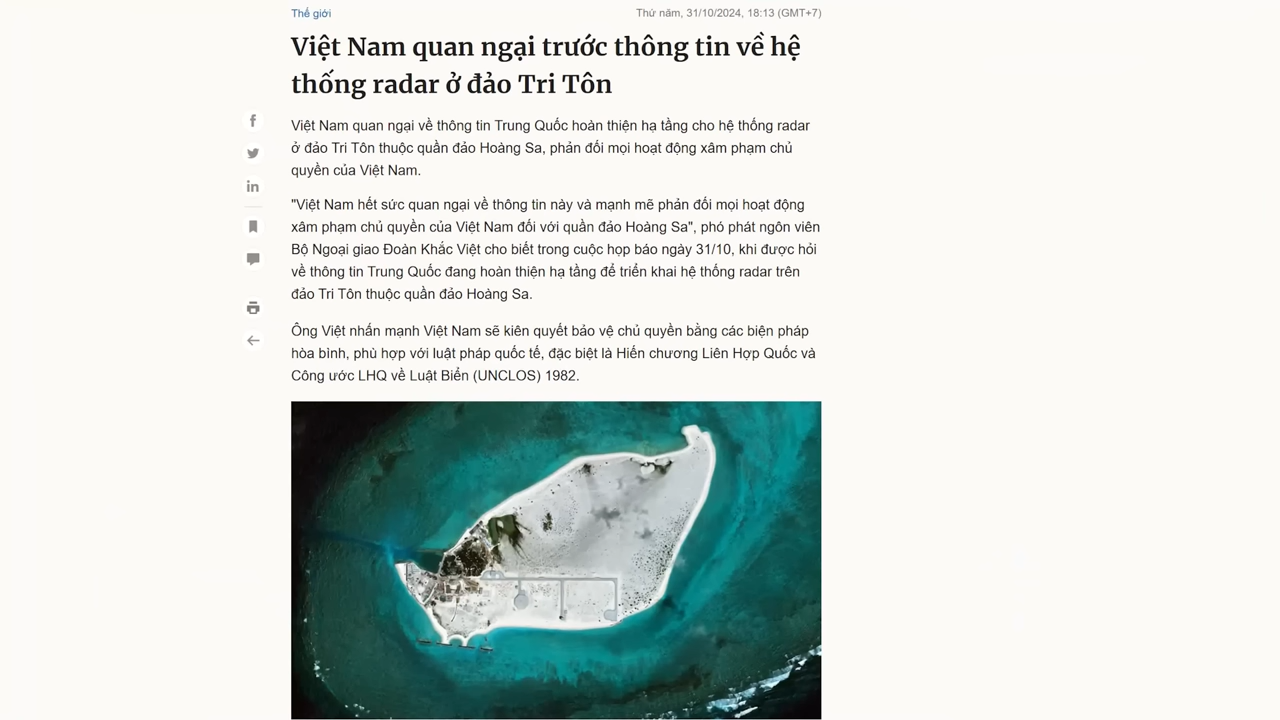 Thế giới
Thứ năm, 31/10/2024, 18:13 (GMT+7)
Việt Nam quan ngại trước thông tin về hệ
thống radar ở đảo Tri Tôn
Việt Nam quan ngại về thông tin Trung Quốc hoàn thiện hạ tầng cho hệ thống radar
ở đảo Tri Tôn thuộc quần đảo Hoàng Sa, phản đối mọi hoạt động xâm phạm chủ
quyền của Việt Nam.
"Việt Nam hết sức quan ngại về thông tin này và mạnh mẽ phản đối mọi hoạt động
xâm phạm chủ quyền của Việt Nam đối với quần đảo Hoàng Sa", phó phát ngôn viên
Bộ Ngoại giao Đoàn Khắc Việt cho biết trong cuộc họp báo ngày 31/10, khi được hỏi
về thông tin Trung Quốc đang hoàn thiện hạ tầng để triển khai hệ thống radar trên
đảo Tri Tôn thuộc quần đảo Hoàng Sa.
Ông Việt nhấn mạnh Việt Nam sẽ kiên quyết bảo vệ chủ quyền bằng các biện pháp
hòa bình, phù hợp với luật pháp quốc tế, đặc biệt là Hiến chương Liên Hợp Quốc và
Công ước LHQ về Luật Biển (UNCLOS) 1982.